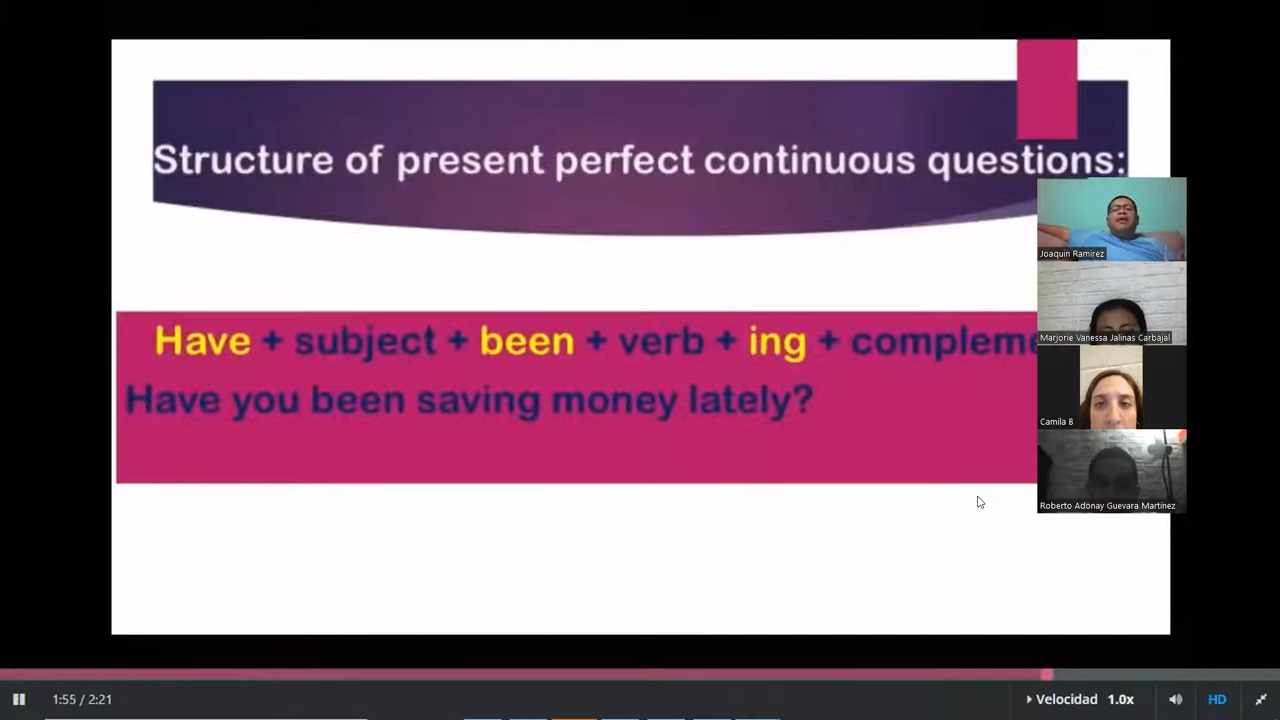 Structure of present perfect continuous questions:
Joaquin Ramirez
Marjorie Vanessa Jalinas Carbajal
Have + subject + been + verb + ing + compleme
Have you been saving money lately?
Camila B
Roberto Adonay Guevara Martínez
1:55 / 2:21
Velocidad 1.0x
HD